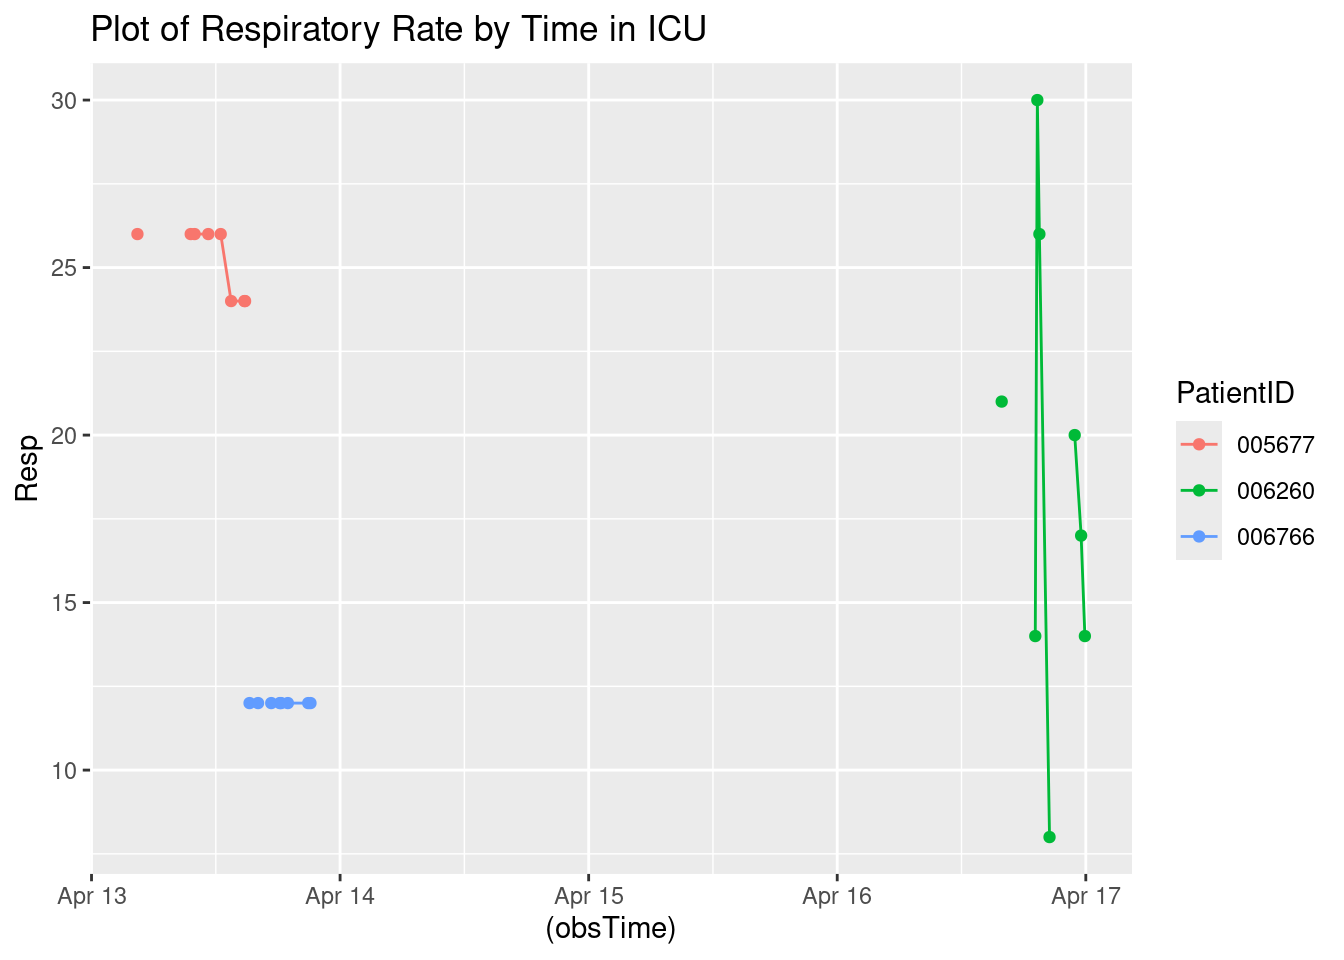 Plot of Respiratory Rate by Time in ICU
30
25
20
15
10
Resp
Apr 13
Apr 14
Apr 15
Apr 16
Apr 17
(obsTime)
PatientID
005677
006260
006766